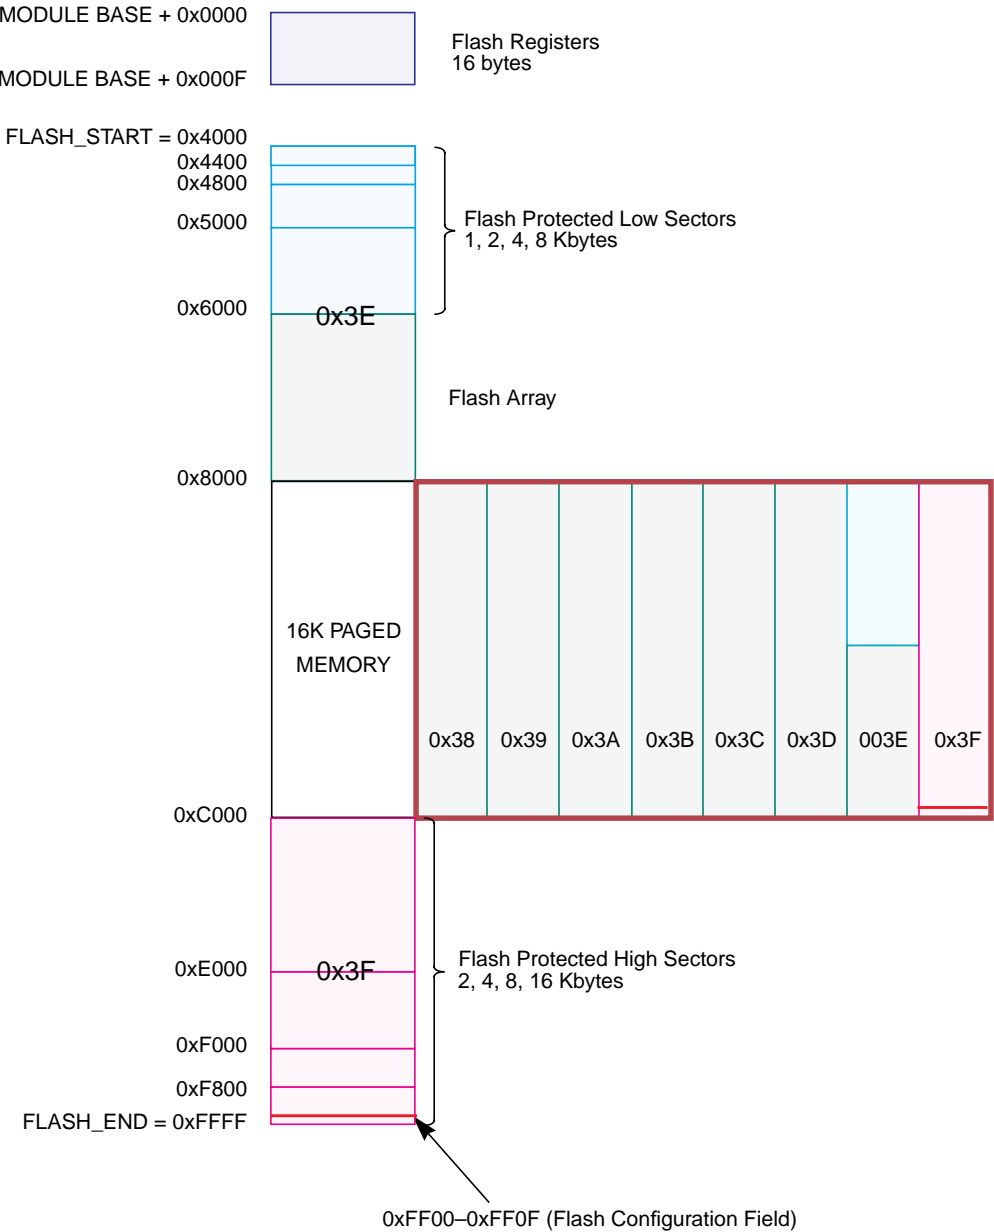 MODULE BASE + 0x0000
Flash Registers
16 bytes
MODULE BASE + 0x000F
FLASH_START = 0x4000
0x4400
0x4800
0x5000
Flash Protected Low Sectors
1, 2, 4, 8 Kbytes
0x6000
0x3E
Flash Array
0x8000
16K PAGED
MEMORY
0x38 0x39 0x3A 0x3B 0x3C 0x3D 003E 0x3F
0xC000
0xE000
0x3F
Flash Protected High Sectors
2, 4, 8, 16 Kbytes
0xF000
0xF800
FLASH_END = 0xFFFF
0xFF00–0xFF0F (Flash Configuration Field)